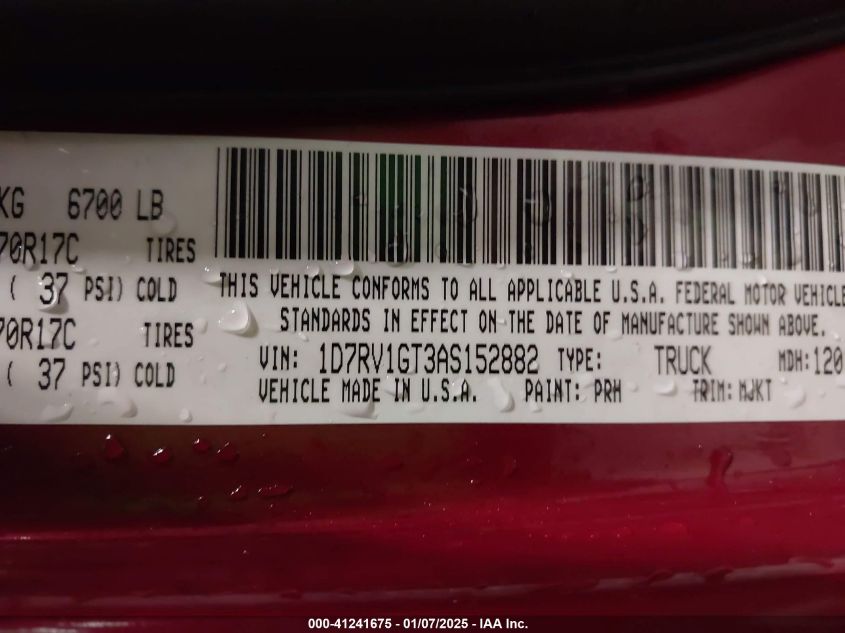 KG 6700 LB
70R17C TIRES
( 37 PSI) COLD
70R17C TIRES
( 37 PSI) COLD
THIS VEHICLE CONFORMS TO ALL APPLICABLE U.S.A. FEDERAL MOTOR VEHICLE
STANDARDS IN EFFECT ON THE DATE OF MANUFACTURE SHOWN ABOVE.
VIN: 1D7RV1GT3AS152882 TYPE: TRUCK MDH: 120
VEHICLE MADE IN U.S.A. PAINT: PRH TRIM: MJKT
000-41241675 - 01/07/2025 - IAA Inc.